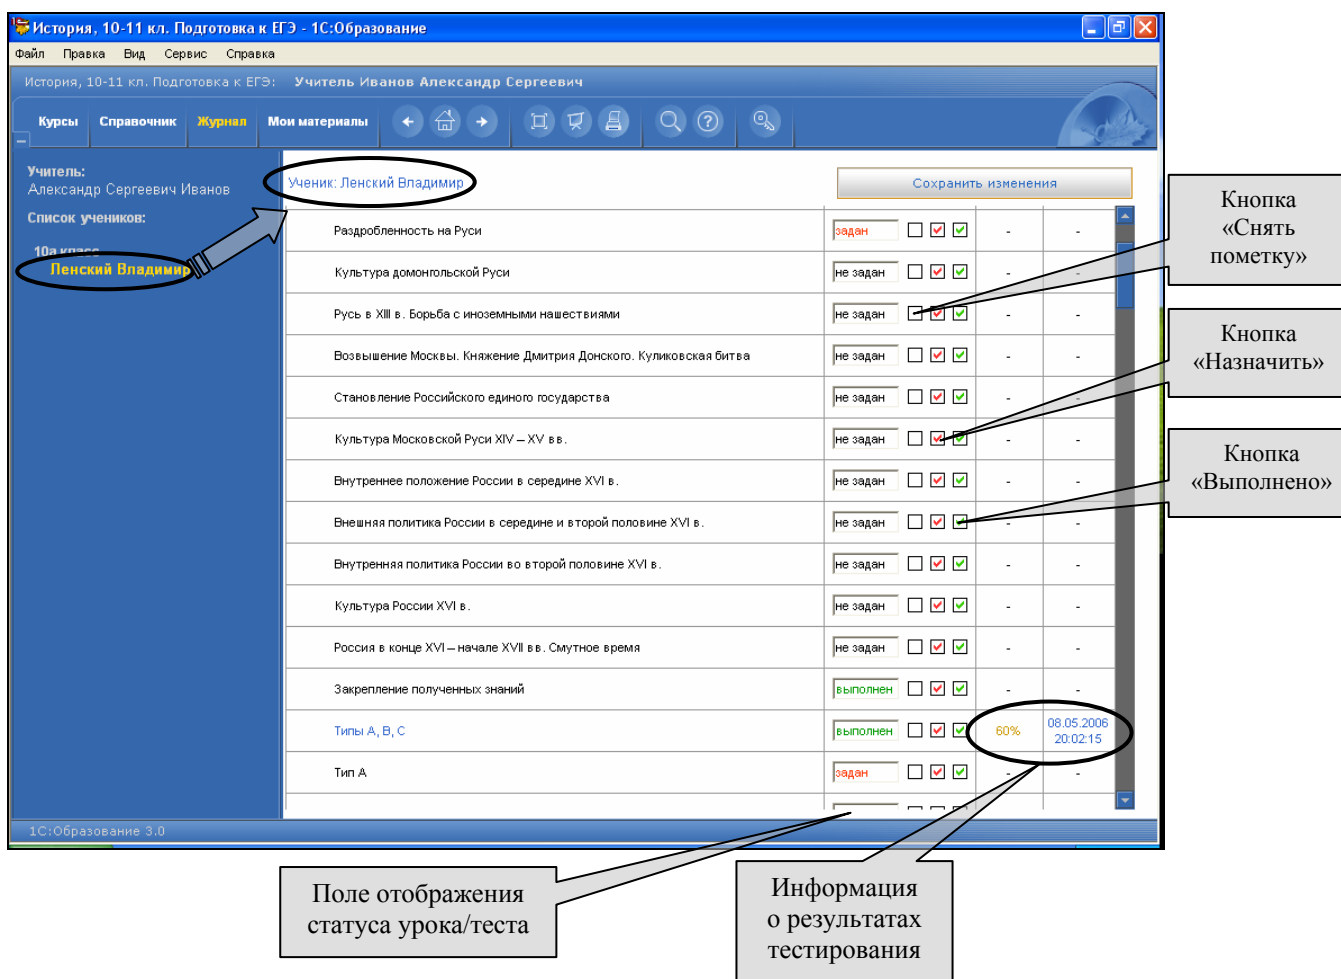 История, 10-11 кл. Подготовка к ЕГЭ - 1С:Образование
Файл Правка Вид Сервис Справка
История, 10-11 кл. Подготовка к ЕГЭ: Учитель Иванов Александр Сергеевич
Курсы Справочник Журнал Мои материалы
Учитель:
Александр Сергеевич Иванов
Список учеников:
10а класс
Ленский Владимир
Ученик: Ленский Владимир
Сохранить изменения
Раздробленность на Руси задан - -
Культура домонгольской Руси не задан - -
Русь в XIII в. Борьба с иноземными нашествиями не задан - -
Возвышение Москвы. Княжение Дмитрия Донского. Куликовская битва не задан - -
Становление Российского единого государства не задан - -
Культура Московской Руси XIV – XV вв. не задан - -
Внутреннее положение России в середине XVI в. не задан - -
Внешняя политика России в середине и второй половине XVI в. не задан - -
Внутренняя политика России во второй половине XVI в. не задан - -
Культура России XVI в. не задан - -
Россия в конце XVI – начале XVII вв. Смутное время не задан - -
Закрепление полученных знаний выполнен - -
Типы А, В, С выполнен 60% 08.05.2006
20:02:15
Тип А задан - -
1С:Образование 3.0
Кнопка
«Снять
пометку»
Кнопка
«Назначить»
Кнопка
«Выполнено»
Поле отображения
статуса урока/теста
Информация
о результатах
тестирования